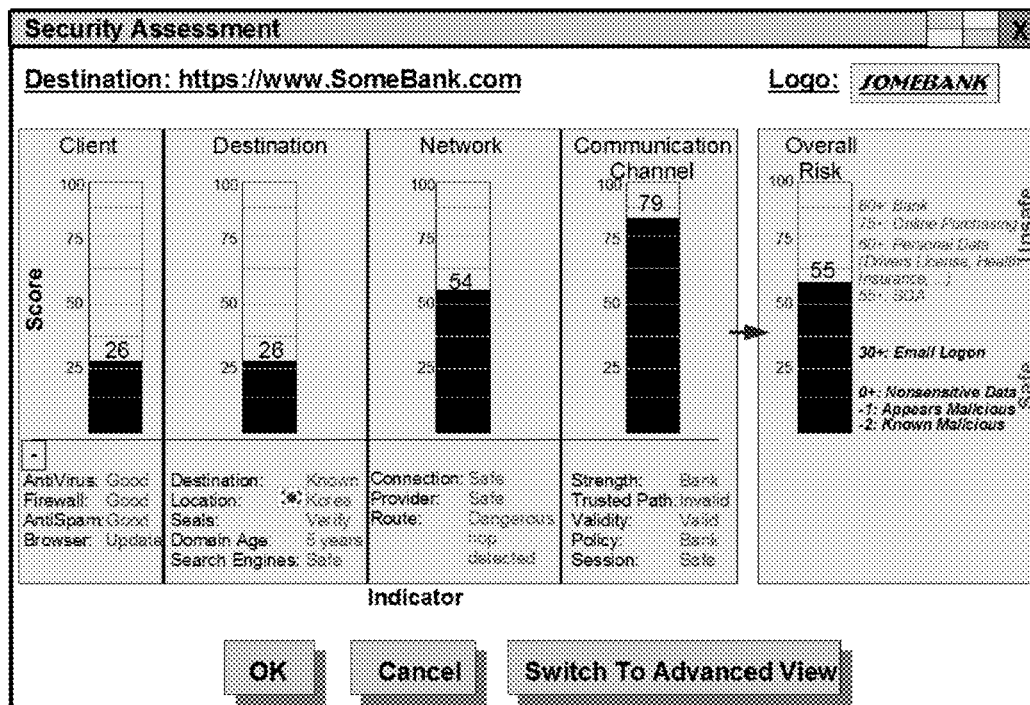 Security Assessment
X
Destination: https://www.SomeBank.com
Logo: SOMEBANK
Client
Destination
Network
Communication
Channel
Overall
Risk
Score
100
75
50
25
26
100
75
50
25
26
100
75
50
25
54
100
75
50
25
79
100
75
50
25
55
Unsafe
75+: Online Purchasing
60+: Personal Data
(Drivers License, Health
Insurance, ...)
30+: Email Logon
0+: Nonsensitive Data
-1: Appears Malicious
-2: Known Malicious
Safe
-
AntiVirus: Good
Firewall: Good
AntiSpam: Good
Browser: Update
Destination: Known
Location: Korea
Seals: Verify
Domain Age: 5 years
Search Engines: Safe
Connection: Safe
Provider: Safe
Route: Dangerous
hop
detected
Strength: Bank
Trusted Path: Invalid
Validity: Valid
Policy: Bank
Session: Safe
Indicator
OK
Cancel
Switch To Advanced View